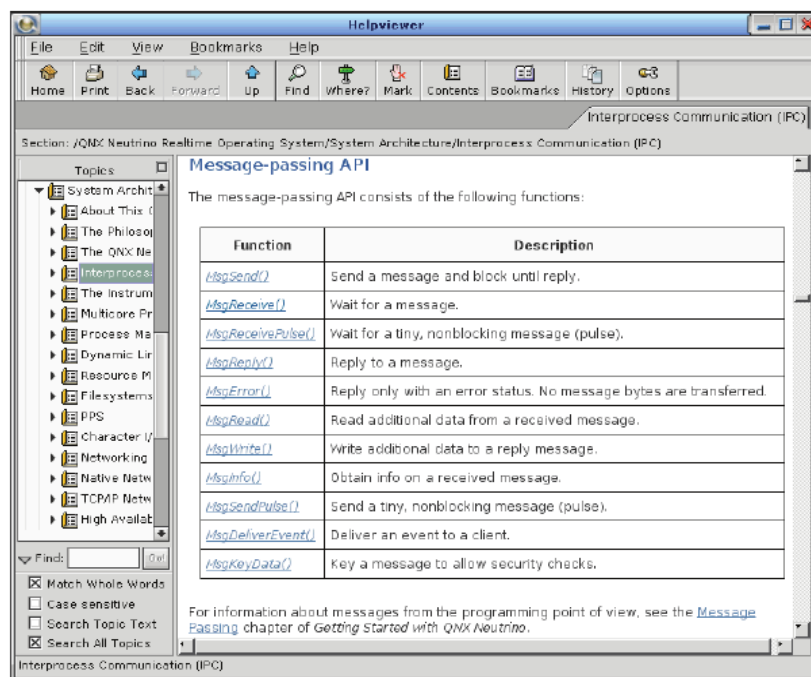 Helpviewer
File Edit View Bookmarks Help
Home Print Back Forward Up Find Where? Mark Contents Bookmarks History Options
Interprocess Communication (IPC)
Section: /QNX Neutrino Realtime Operating System/System Architecture/Interprocess Communication (IPC)
Topics
System Archit
About This (
The Philosop
The QNX Ne
Interproces
The Instrum
Multicore Pr
Process Ma
Dynamic Lin
Resource M
Filesystems
PPS
Character I/
Networking
Native Netw
TCP/IP Netw
High Availab
Find: Go!
Match Whole Words
Case sensitive
Search Topic Text
Search All Topics
Message-passing API
The message-passing API consists of the following functions:
Function Description
MsgSend() Send a message and block until reply.
MsgReceive() Wait for a message.
MsgReceivePulse() Wait for a tiny, nonblocking message (pulse).
MsgReply() Reply to a message.
MsgError() Reply only with an error status. No message bytes are transferred.
MsgRead() Read additional data from a received message.
MsgWrite() Write additional data to a reply message.
MsgInfo() Obtain info on a received message.
MsgSendPulse() Send a tiny, nonblocking message (pulse).
MsgDeliverEvent() Deliver an event to a client.
MsgKeyData() Key a message to allow security checks.
For information about messages from the programming point of view, see the Message
Passing chapter of Getting Started with QNX Neutrino.
Interprocess Communication (IPC)